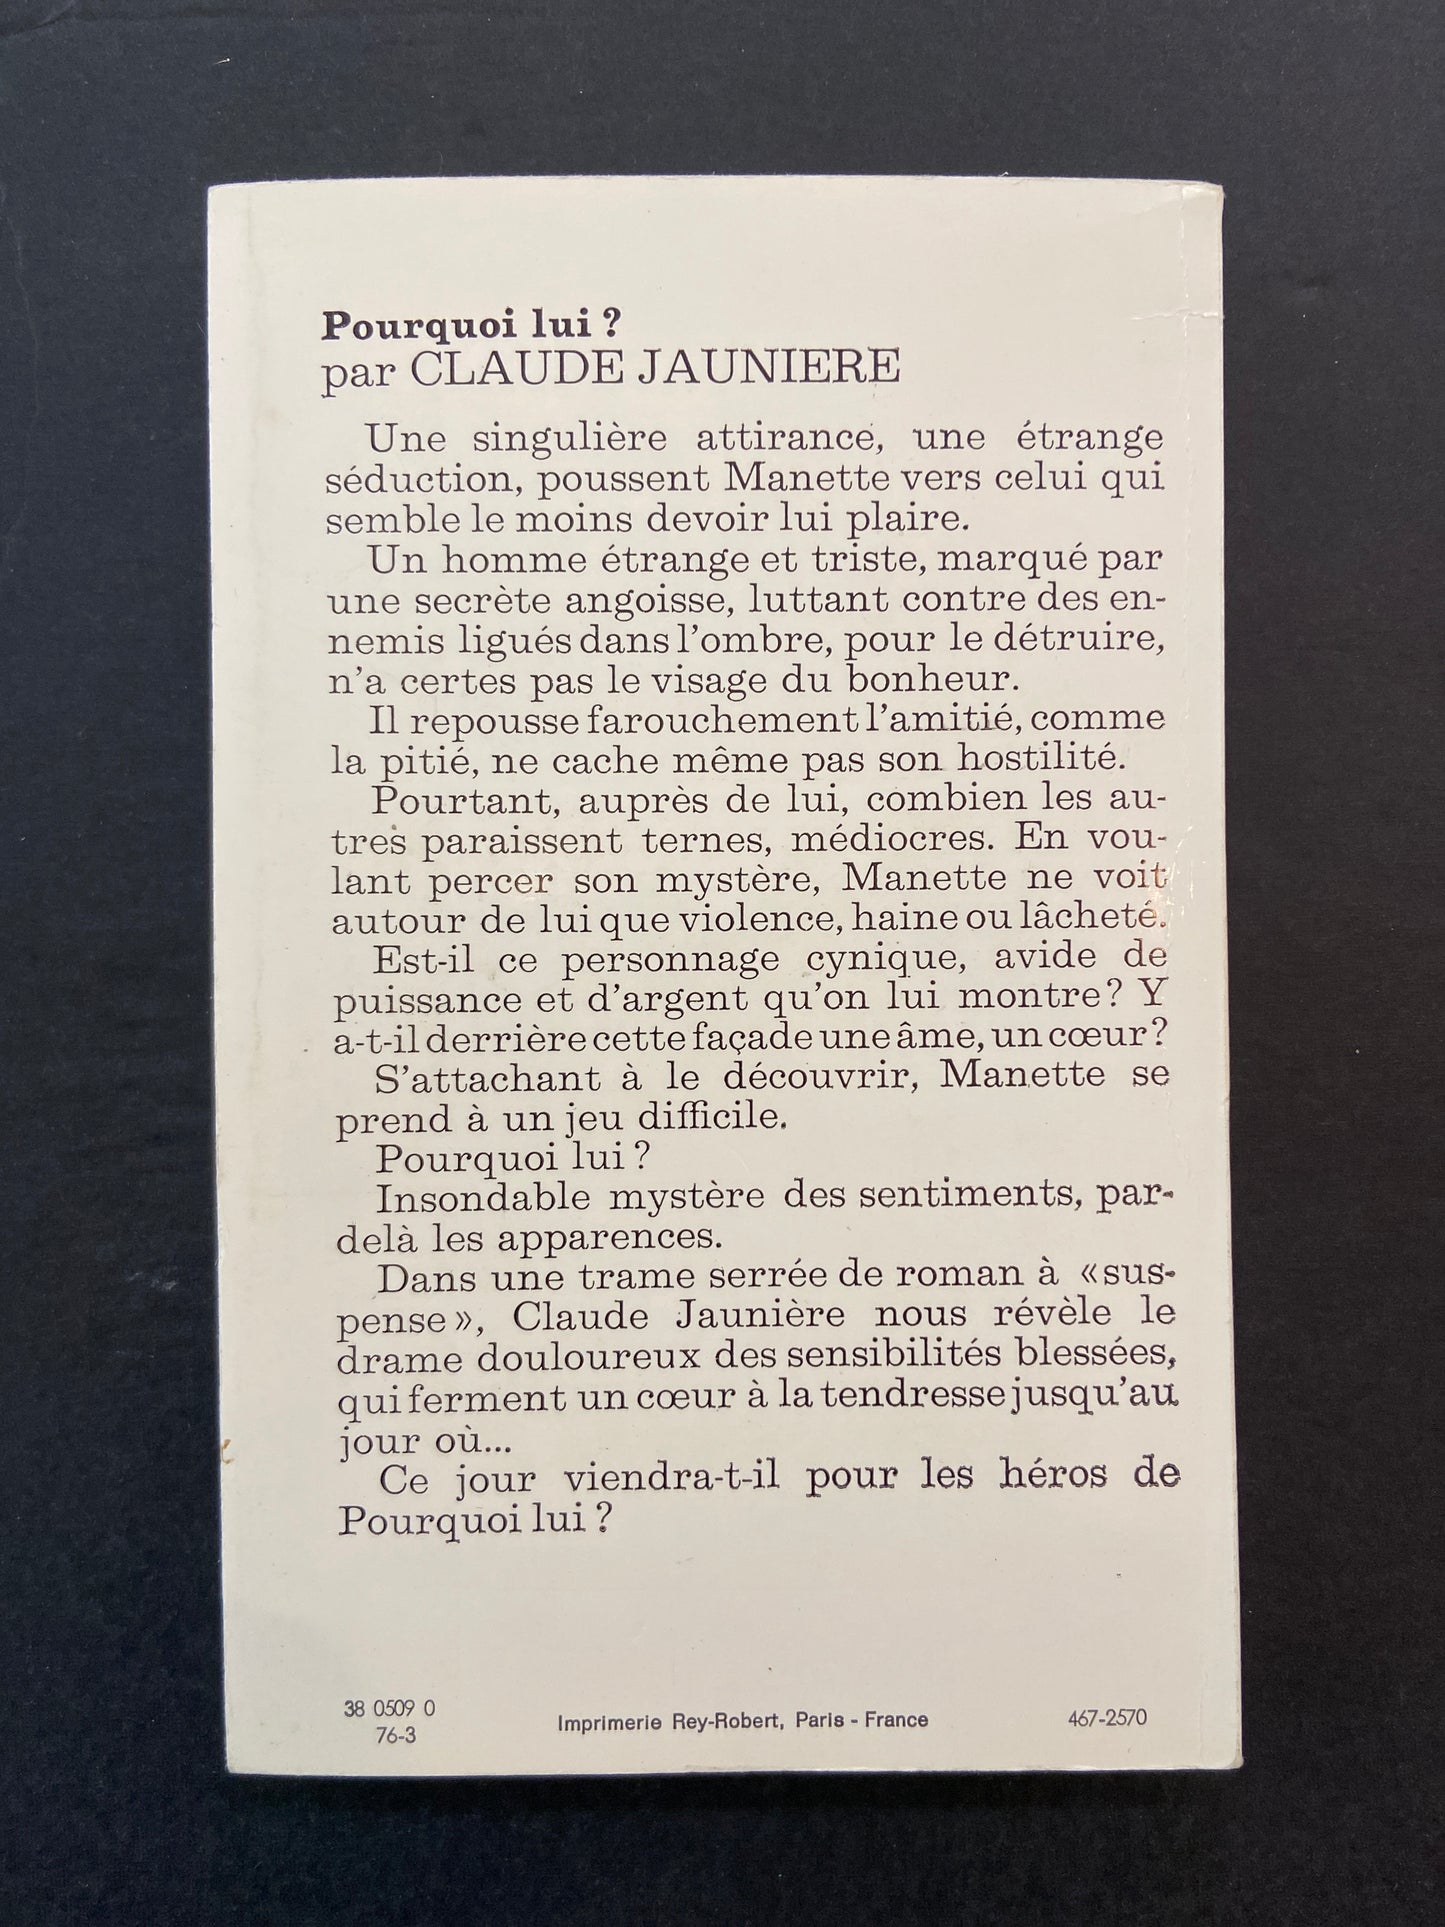 Pourquoi lui ?
par CLAUDE JAUNIERE
Une singulière attirance, une étrange
séduction, poussent Manette vers celui qui
semble le moins devoir lui plaire.
Un homme étrange et triste, marqué par
une secrète angoisse, luttant contre des en-
nemis ligués dans l'ombre, pour le détruire,
n'a certes pas le visage du bonheur.
Il repousse farouchement l'amitié, comme
la pitié, ne cache même pas son hostilité.
Pourtant, auprès de lui, combien les au-
tres paraissent ternes, médiocres. En vou-
lant percer son mystère, Manette ne voit
autour de lui que violence, haine ou lâcheté.
Est-il ce personnage cynique, avide de
puissance et d'argent qu'on lui montre? Y
a-t-il derrière cette façade une âme, un cœur?
S'attachant à le découvrir, Manette se
prend à un jeu difficile.
Pourquoi lui ?
Insondable mystère des sentiments, par-
delà les apparences.
Dans une trame serrée de roman à «sus-
pense», Claude Jaunière nous révèle le
drame douloureux des sensibilités blessées,
qui ferment un cœur à la tendresse jusqu'au
jour où...
Ce jour viendra-t-il pour les héros de
Pourquoi lui ?
38 0509 0
76-3
Imprimerie Rey-Robert, Paris - France
467-2570